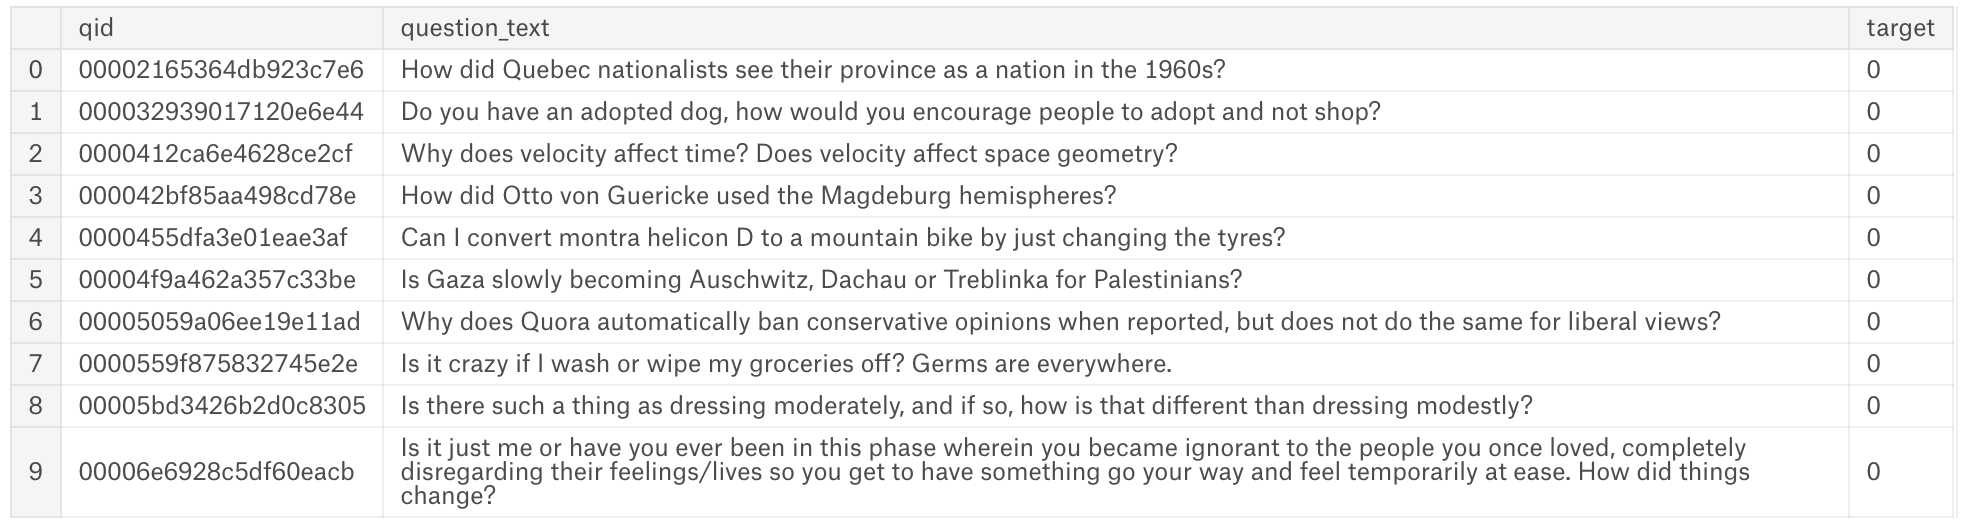 qid question_text target
0 00002165364db923c7e6 How did Quebec nationalists see their province as a nation in the 1960s? 0
1 000032939017120e6e44 Do you have an adopted dog, how would you encourage people to adopt and not shop? 0
2 0000412ca6e4628ce2cf Why does velocity affect time? Does velocity affect space geometry? 0
3 000042bf85aa498cd78e How did Otto von Guericke used the Magdeburg hemispheres? 0
4 0000455dfa3e01eae3af Can I convert montra helicon D to a mountain bike by just changing the tyres? 0
5 00004f9a462a357c33be Is Gaza slowly becoming Auschwitz, Dachau or Treblinka for Palestinians? 0
6 00005059a06ee19e11ad Why does Quora automatically ban conservative opinions when reported, but does not do the same for liberal views? 0
7 0000559f875832745e2e Is it crazy if I wash or wipe my groceries off? Germs are everywhere. 0
8 00005bd3426b2d0c8305 Is there such a thing as dressing moderately, and if so, how is that different than dressing modestly? 0
Is it just me or have you ever been in this phase wherein you became ignorant to the people you once loved, completely
9 00006e6928c5df60eacb disregarding their feelings/lives so you get to have something go your way and feel temporarily at ease. How did things 0
change?